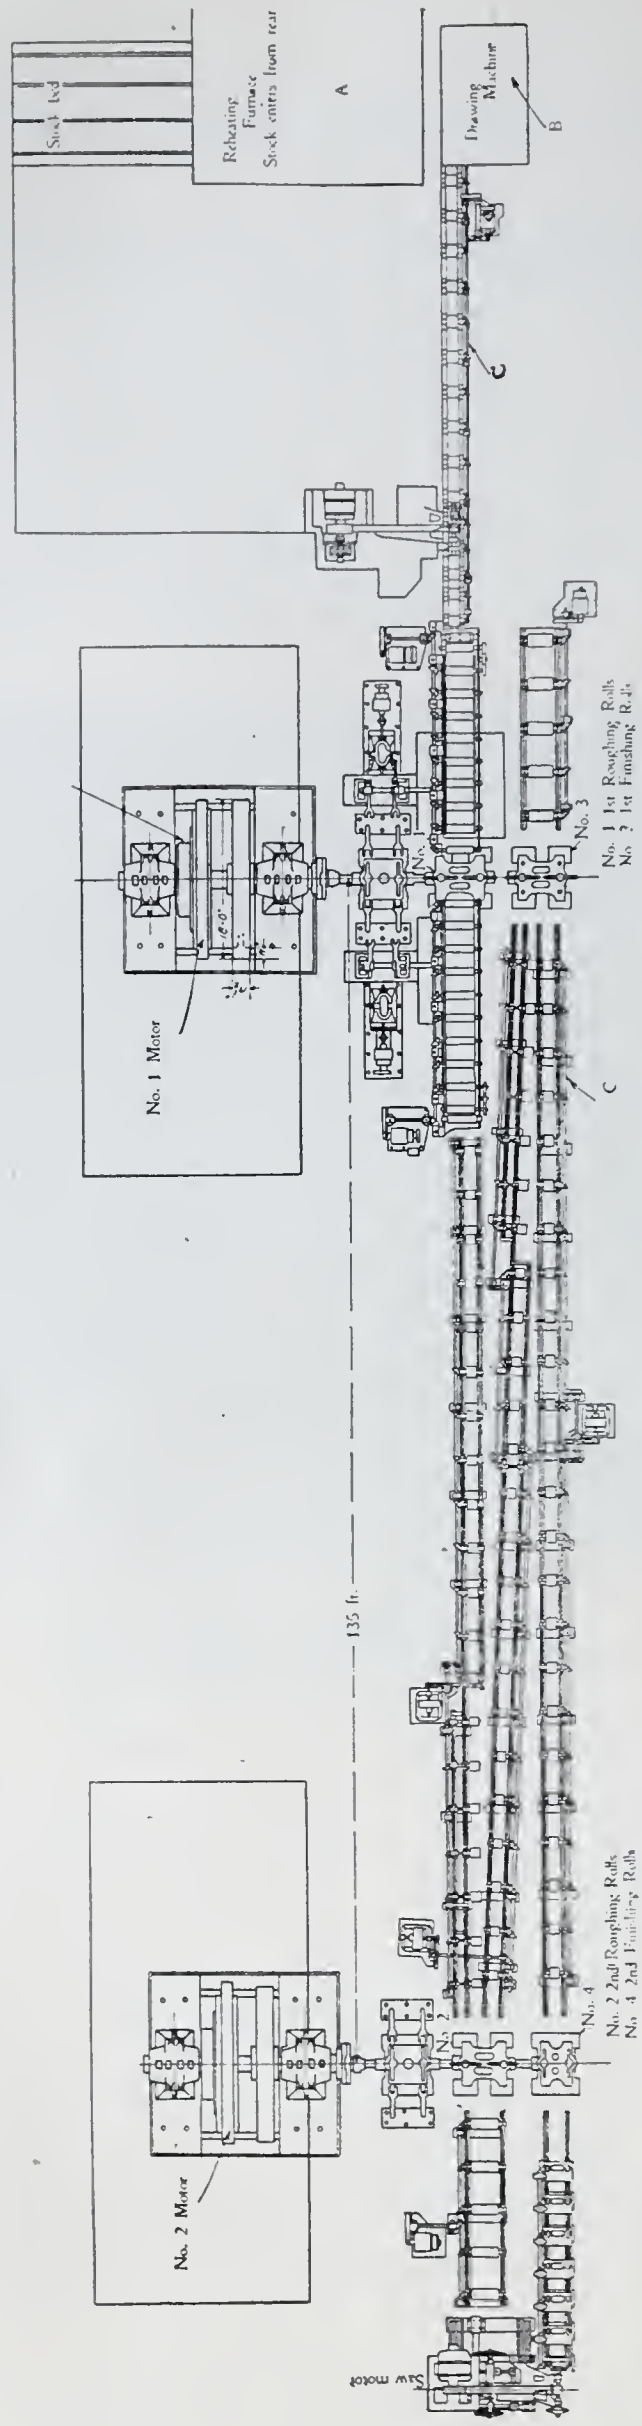 Stock bed
Reheating
Furnace
Stock enters from rear
A
Drawing
Machine
B
C
No. 1 Motor
No. 3
No. 1 1st Roughing Rolls
No. ? 1st Finishing Rolls
C
135 ft.
No. 2 Motor
No. 2
No. 4
No. 2 2nd Roughing Rolls
No. 4 2nd Finishing Rolls
Saw motor